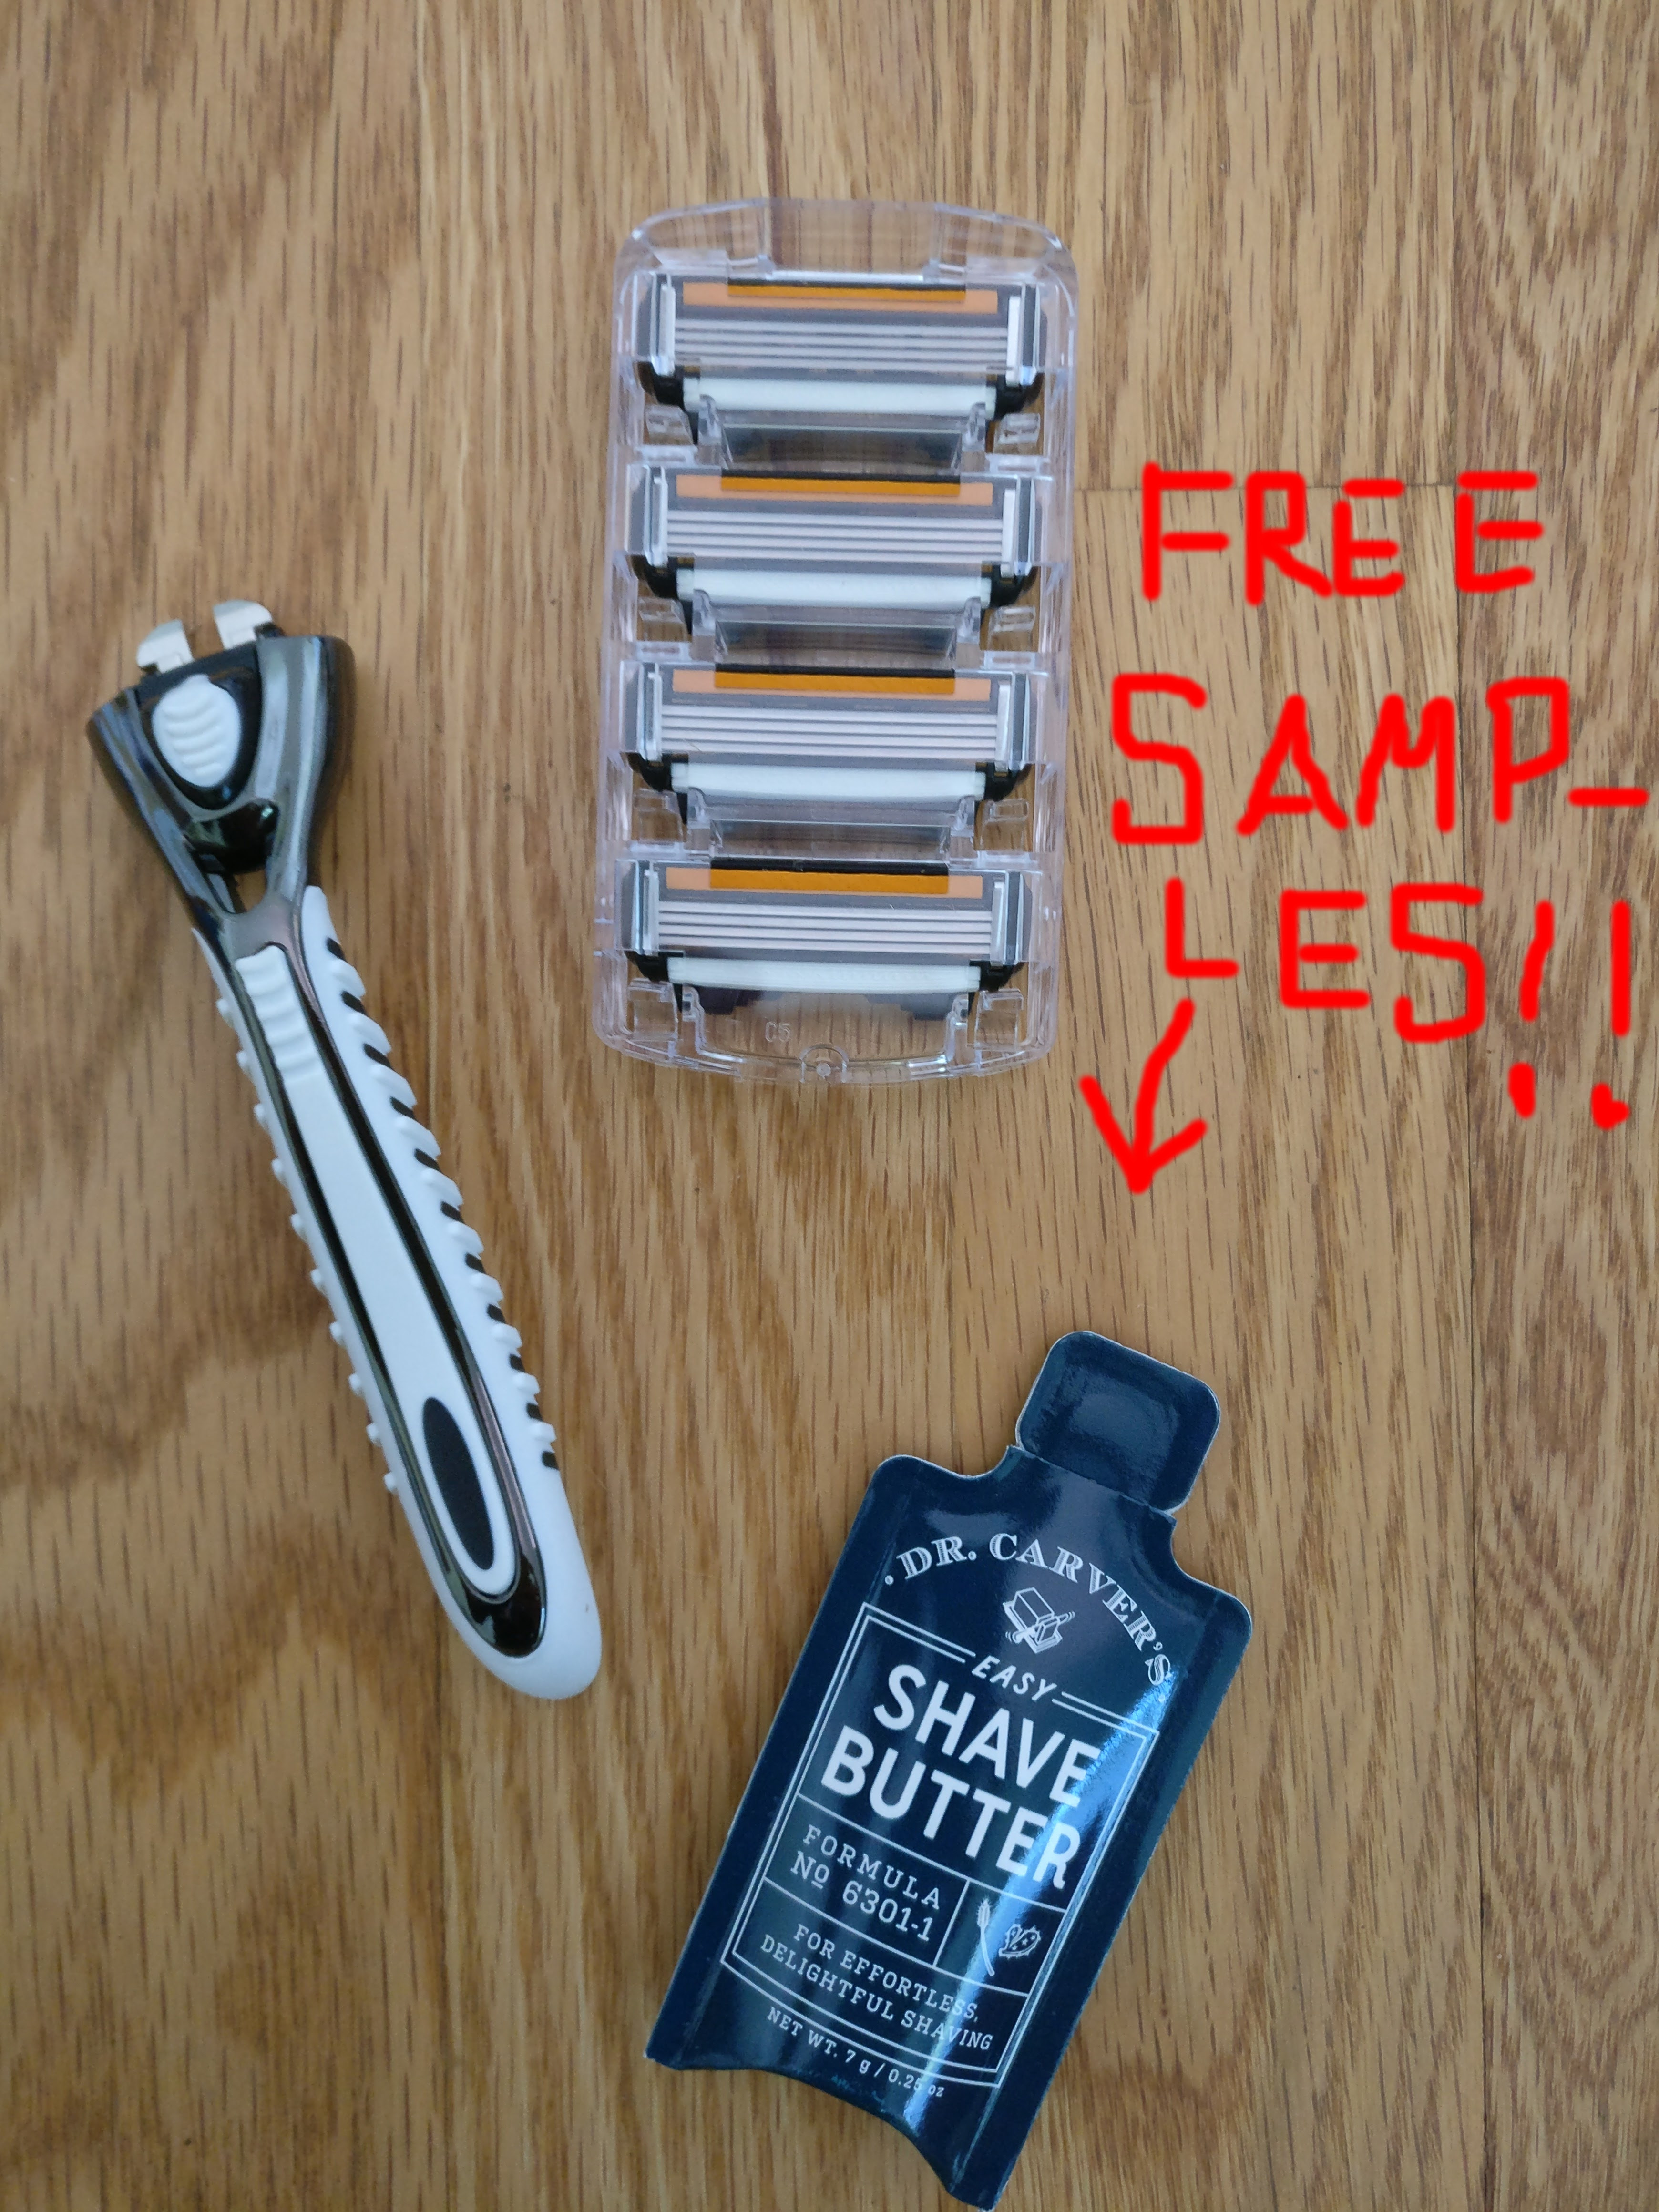 FREE
SAMP-
LES!!
C5
. DR. CARVER'S.
EASY
SHAVE
BUTTER
FORMULA
Nº 6301-1
FOR EFFORTLESS,
DELIGHTFUL SHAVING
NET WT. 7 g / 0.25 oz